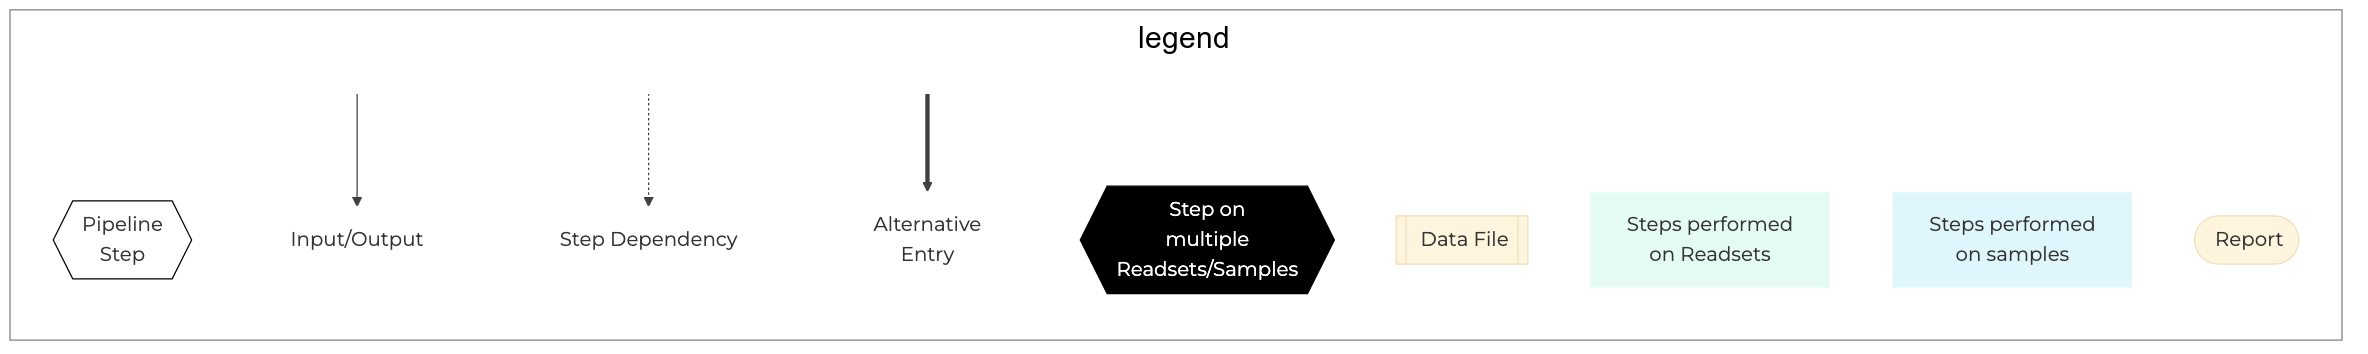 legend
Pipeline
Step
Input/Output
Step Dependency
Alternative
Entry
Step on
multiple
Readsets/Samples
Data File
Steps performed
on Readsets
Steps performed
on samples
Report